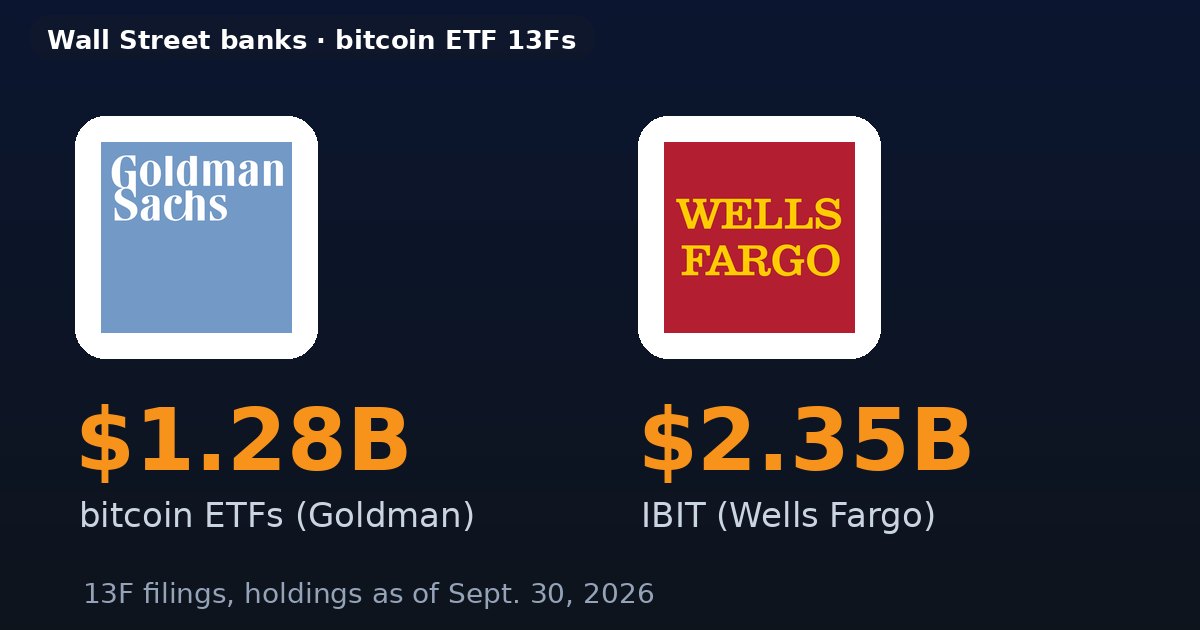 Wall Street banks · bitcoin ETF 13Fs
Goldman
Sachs
WELLS
FARGO
$1.28B
$2.35B
bitcoin ETFs (Goldman)
IBIT (Wells Fargo)
13F filings, holdings as of Sept. 30, 2026